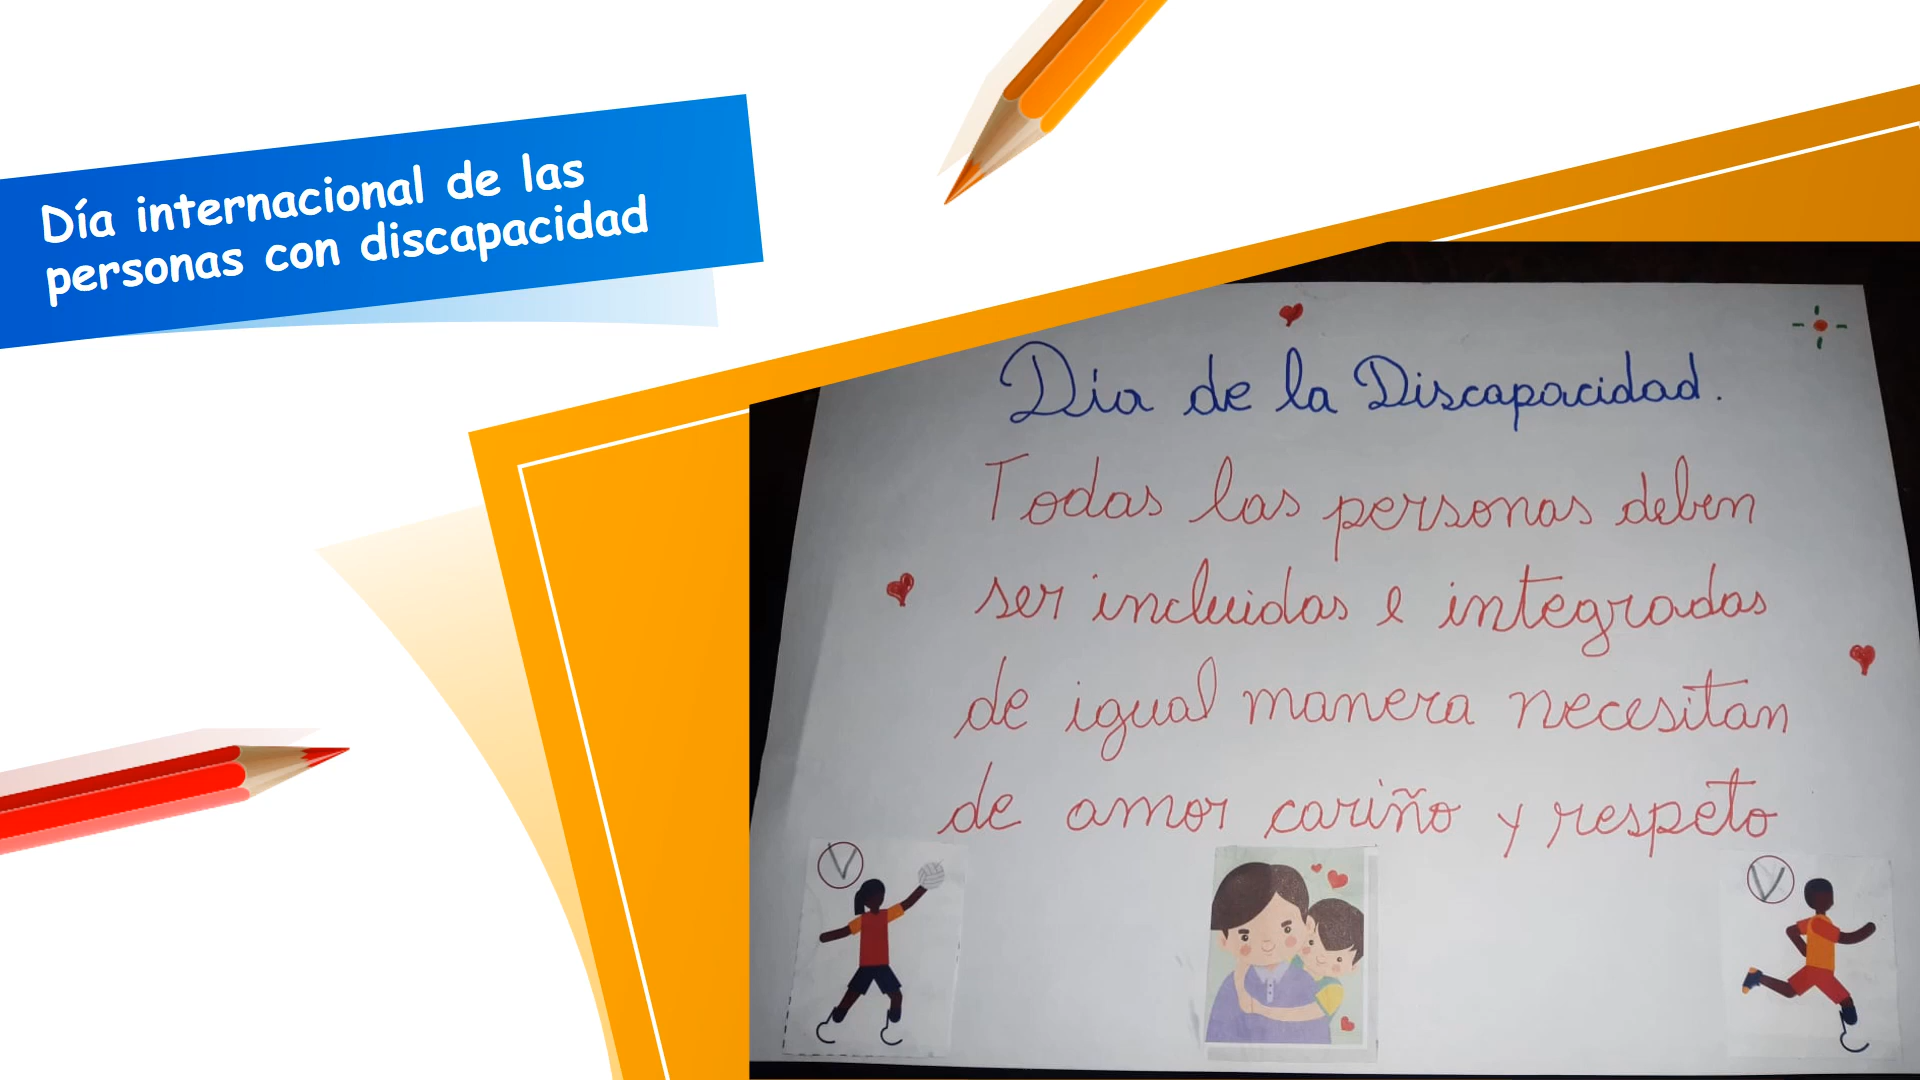 Día internacional de las
personas con discapacidad
Día de la Discapacidad.
Todas las personas deben
ser incluidas e integradas
de igual manera necesitan
de amor cariño y respeto
V
V